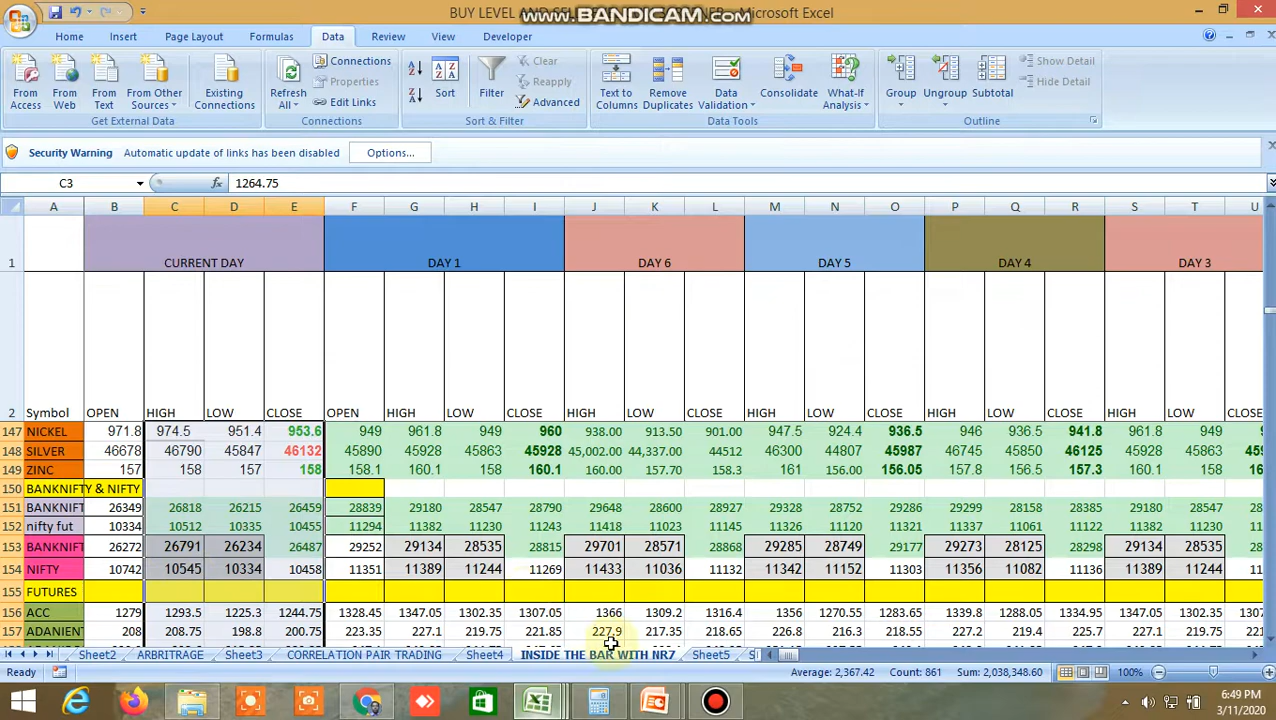 BUY LEVEL AND SEL
www.BANDICAM.com
- Microsoft Excel
Home Insert Page Layout Formulas Data Review View Developer
From Access
From Web
From Text
From Other Sources
Existing Connections
Get External Data
Refresh All
Connections
Properties
Edit Links
Connections
Sort
Filter
Clear
Reapply
Advanced
Sort & Filter
Text to Columns
Remove Duplicates
Data Validation
Consolidate
What-If Analysis
Data Tools
Group
Ungroup
Subtotal
Show Detail
Hide Detail
Outline
Security Warning Automatic update of links has been disabled Options...
C3 fx 1264.75
A B C D E F G H I J K L M N O P Q R S T U
1 CURRENT DAY DAY 1 DAY 6 DAY 5 DAY 4 DAY 3
2 Symbol OPEN HIGH LOW CLOSE OPEN HIGH LOW CLOSE HIGH LOW CLOSE HIGH LOW CLOSE HIGH LOW CLOSE HIGH LOW CLOSE
147 NICKEL 971.8 974.5 951.4 953.6 949 961.8 949 960 938.00 913.50 901.00 947.5 924.4 936.5 946 936.5 941.8 961.8 949
148 SILVER 46678 46790 45847 46132 45890 45928 45863 45928 45,002.00 44,337.00 44512 46300 44807 45987 46745 45850 46125 45928 45863 459
149 ZINC 157 158 157 158 158.1 160.1 158 160.1 160.00 157.70 158.3 161 156.00 156.05 157.8 156.5 157.3 160.1 158 16
150 BANKNIFTY & NIFTY
151 BANKNIFT 26349 26818 26215 26459 28839 29180 28547 28790 29648 28600 28927 29328 28749 29145 29258 28158 28385 29180 28547 287
152 nifty fut 10334 10512 10335 10455 11294 11382 11230 11243 11418 11023 11145 11326 11120 11321 11337 11061 11122 11382 11230 112
153 BANKNIFT 26272 26791 26234 26487 29252 29134 28535 28815 29701 28571 28868 29285 28749 29177 29273 28125 28298 29134 28535 288
154 NIFTY 10742 10545 10334 10458 11351 11389 11244 11269 11433 11036 11132 11342 11152 11303 11356 11082 11136 11389 11244 112
155 FUTURES
156 ACC 1279 1293.5 1225.3 1244.75 1328.45 1347.05 1302.35 1307.05 1366 1309.2 1316.4 1356 1270.55 1283.65 1339.8 1288.05 1334.95 1347.05 1302.35 1307
157 ADANIENT 208 208.75 198.8 200.75 223.35 227.1 219.75 221.85 227.9 217.35 218.65 226.8 216.3 218.55 227.2 219.4 225.7 227.1 219.75 221
Sheet2 ARBITRAGE Sheet3 CORRELATION PAIR TRADING Sheet4 INSIDE THE BAR WITH NR7 Sheet5 S
Ready Average: 2,367.42 Count: 861 Sum: 2,038,348.60 100%
6:49 PM
3/11/2020